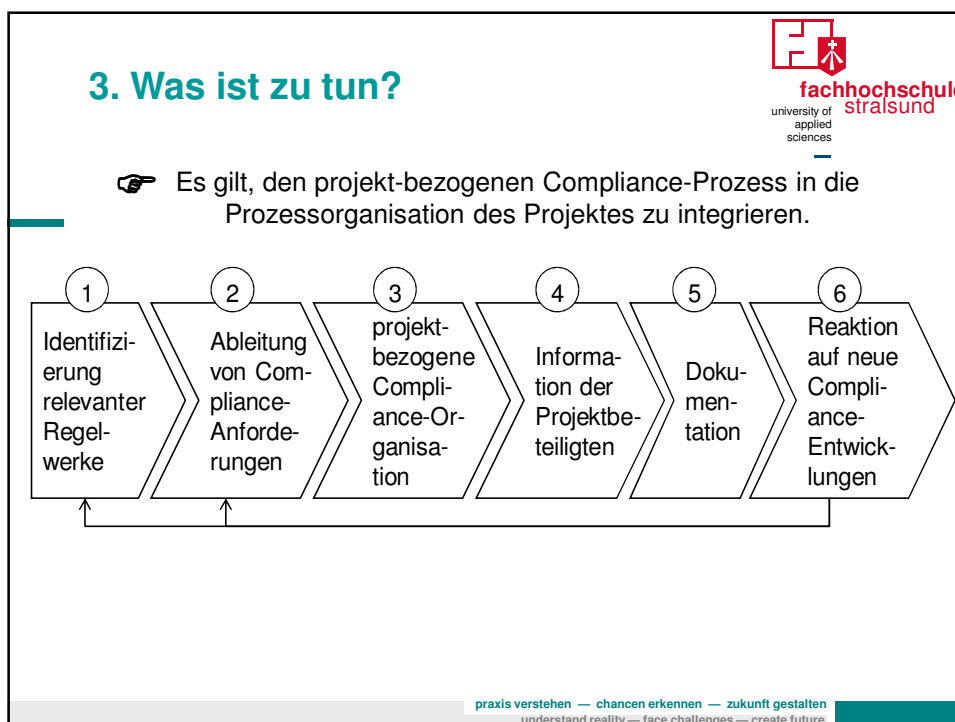 3. Was ist zu tun?
fachhochschule
university of
applied
sciences
stralsund
Es gilt, den projekt-bezogenen Compliance-Prozess in die
Prozessorganisation des Projektes zu integrieren.
1
Identifizi-
erung
relevanter
Regel-
werke
2
Ableitung
von Com-
pliance-
Anforde-
rungen
3
projekt-
bezogene
Compli-
ance-Or-
ganisa-
tion
4
Informa-
tion der
Projektbe-
teiligten
5
Doku-
men-
tation
6
Reaktion
auf neue
Compli-
ance-
Entwick-
lungen
praxis verstehen — chancen erkennen — zukunft gestalten
understand reality — face challenges — create future